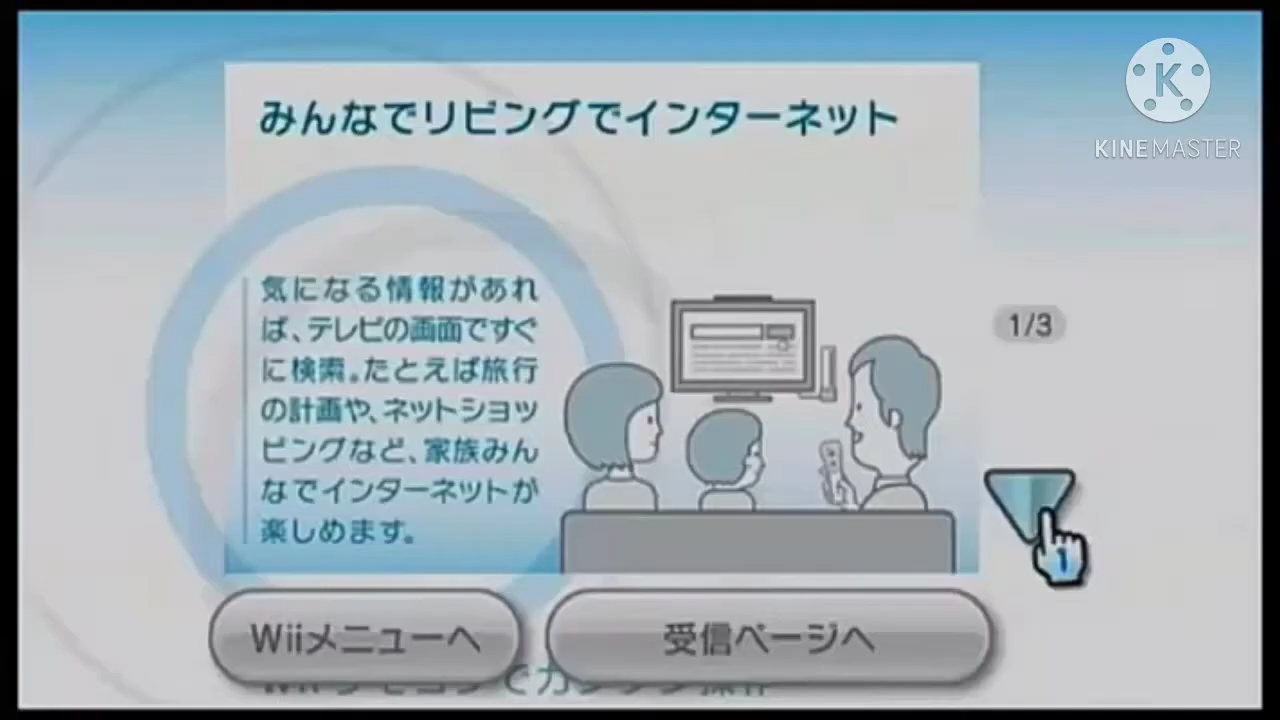 みんなでリビングでインターネット
K
KINEMASTER
気になる情報があれ
ば、テレビの画面ですぐ
に検索。たとえば旅行
の計画や、ネットショッ
ピングなど、家族みん
なでインターネットが
楽しめます。
1/3
1
Wiiメニューへ
受信ページへ